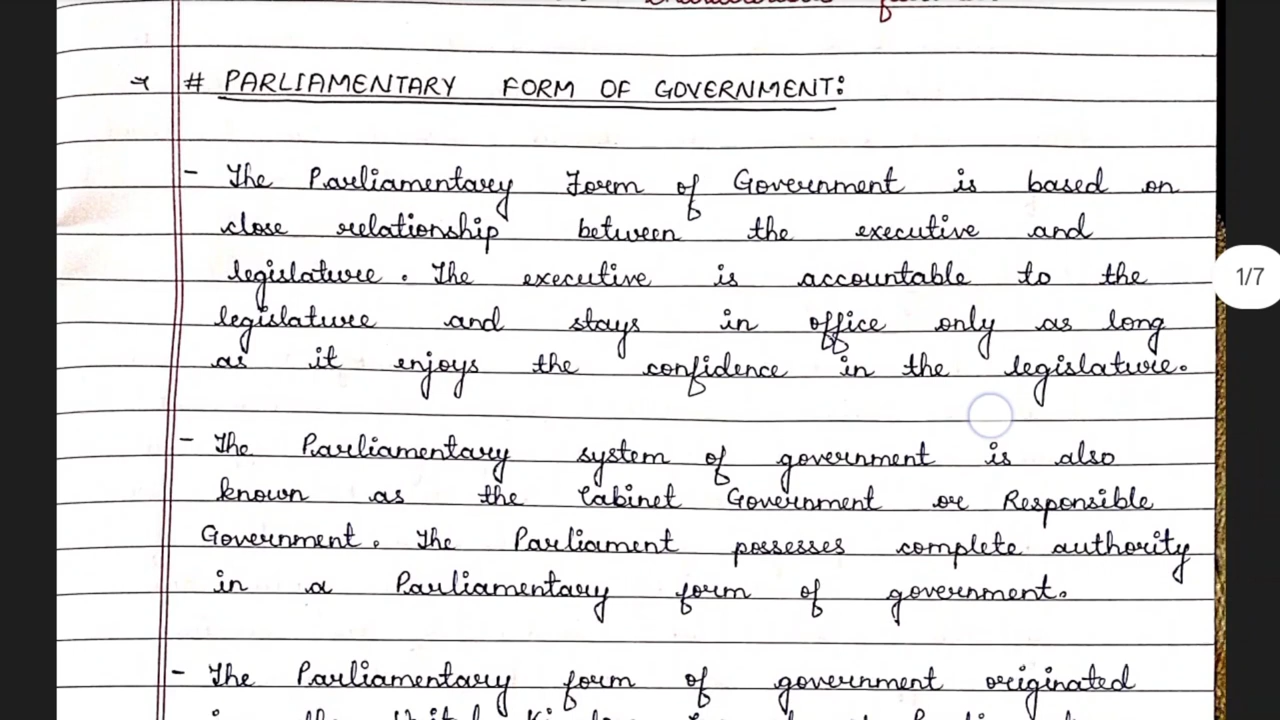 # PARLIAMENTARY FORM OF GOVERNMENT:
- The Parliamentary Form of Government is based on
close relationship between the executive and
legislature. The executive is accountable to the
legislature and stays in office only as long
as it enjoys the confidence in the legislature.
1/7
- The Parliamentary system of government is also
known as the Cabinet Government or Responsible
Government. The Parliament possesses complete authority
in a Parliamentary form of government.
- The Parliamentary form of government originated